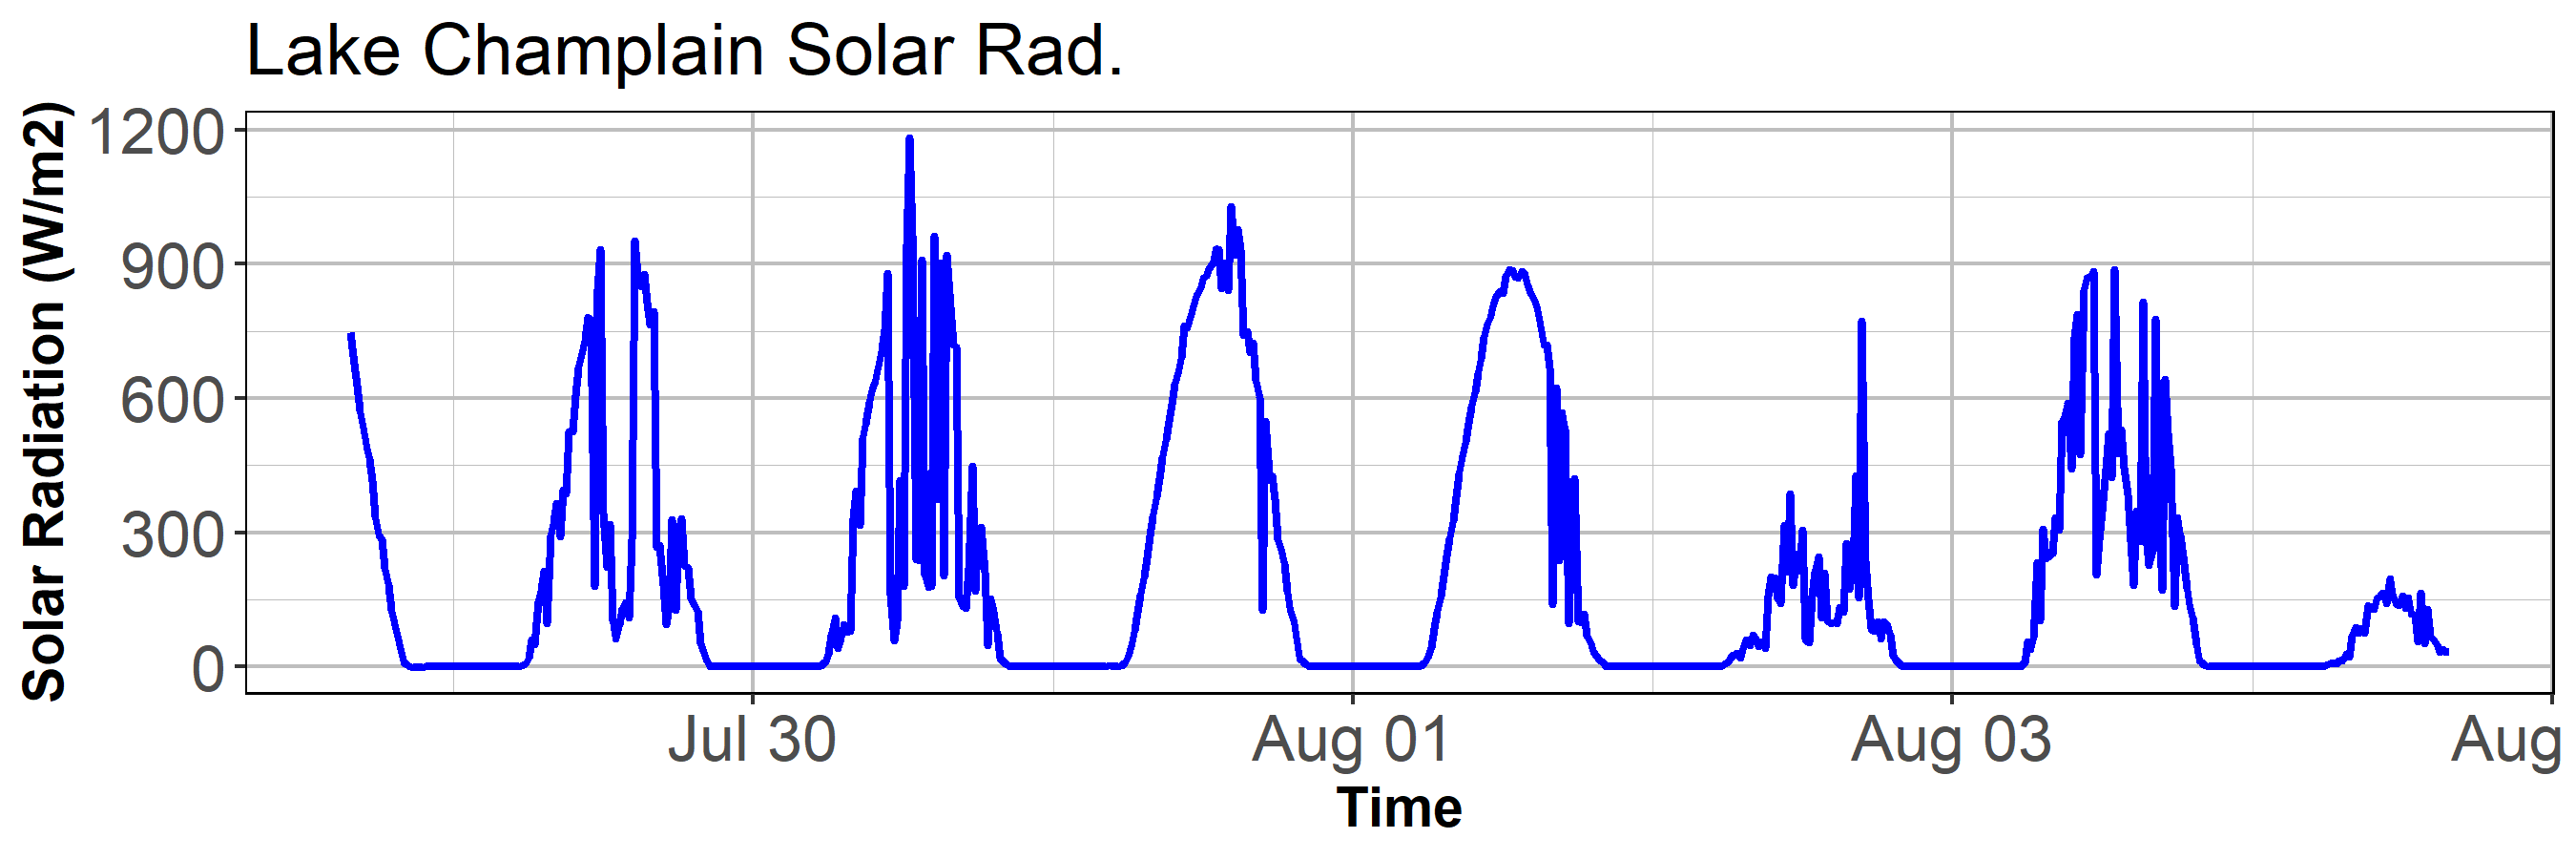 Lake Champlain Solar Rad.
Solar Radiation (W/m2)
1200
900
600
300
0
Jul 30
Aug 01
Aug 03
Aug
Time